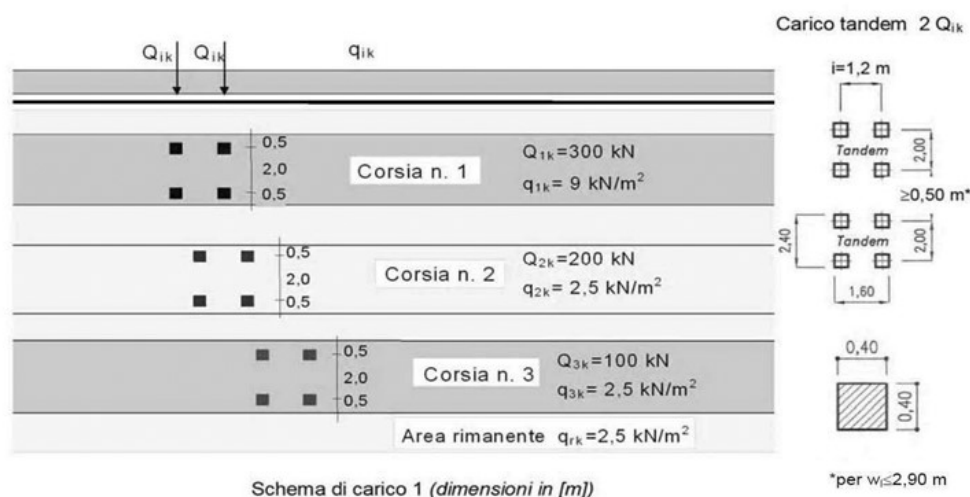 Carico tandem 2 Qik
Qik Qik qik
i=1,2 m
0,5
2,0
0,5
Corsia n. 1
Q1k=300 kN
q1k= 9 kN/m²
Tandem
2,00
≥0,50 m*
0,5
2,0
0,5
Corsia n. 2
Q2k=200 kN
q2k= 2,5 kN/m²
2,40
Tandem
2,00
1,60
0,5
2,0
0,5
Corsia n. 3
Q3k=100 kN
q3k= 2,5 kN/m²
0,40
0,40
Area rimanente qrk=2,5 kN/m²
Schema di carico 1 (dimensioni in [m])
*per wl≤2,90 m